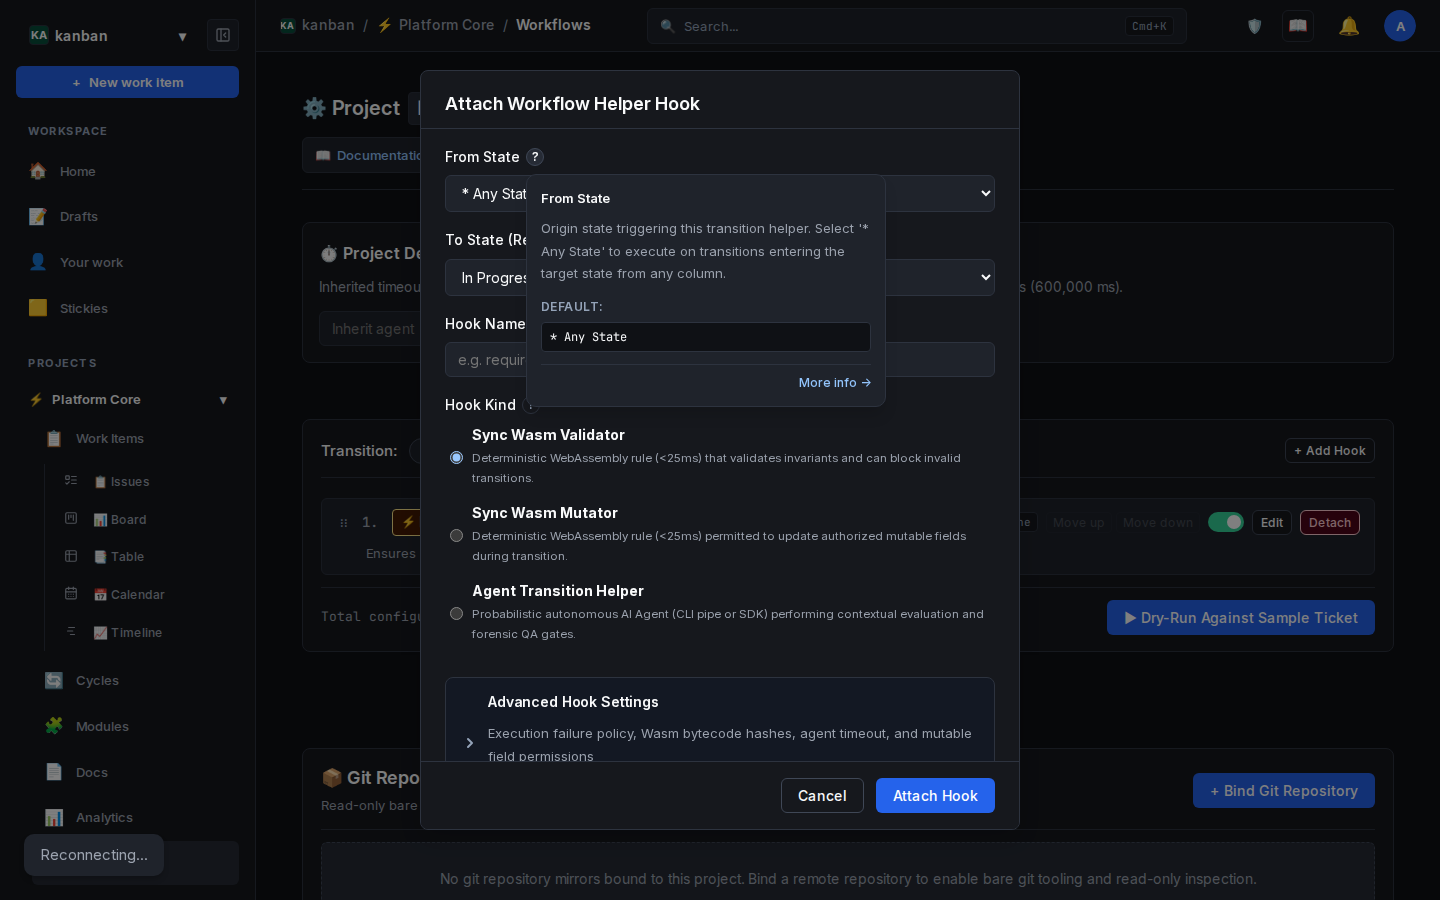 KA kanban ▾
+ New work item
WORKSPACE
Home
Drafts
Your work
Stickies
PROJECTS
⚡ Platform Core ▾
Work Items
Issues
Board
Table
Calendar
Timeline
Cycles
Modules
Docs
Analytics
Reconnecting...
KA kanban / ⚡ Platform Core / Workflows
Search...
Cmd+K
A
Project
Documentatio
Project De
Inherited timeou
s (600,000 ms).
Inherit agent
Transition:
+ Add Hook
1.
Move up
Move down
Edit
Detach
Ensures
Total configu
▶ Dry-Run Against Sample Ticket
Git Repo
Read-only bare
+ Bind Git Repository
No git repository mirrors bound to this project. Bind a remote repository to enable bare git tooling and read-only inspection.
Attach Workflow Helper Hook
From State ?
* Any Stat
From State
Origin state triggering this transition helper. Select '*
Any State' to execute on transitions entering the
target state from any column.
DEFAULT:
* Any State
More info →
To State (Re
In Progres
Hook Name
e.g. requir
Hook Kind
Sync Wasm Validator
Deterministic WebAssembly rule (<25ms) that validates invariants and can block invalid
transitions.
Sync Wasm Mutator
Deterministic WebAssembly rule (<25ms) permitted to update authorized mutable fields
during transition.
Agent Transition Helper
Probabilistic autonomous AI Agent (CLI pipe or SDK) performing contextual evaluation and
forensic QA gates.
Advanced Hook Settings
Execution failure policy, Wasm bytecode hashes, agent timeout, and mutable
field permissions
Cancel
Attach Hook